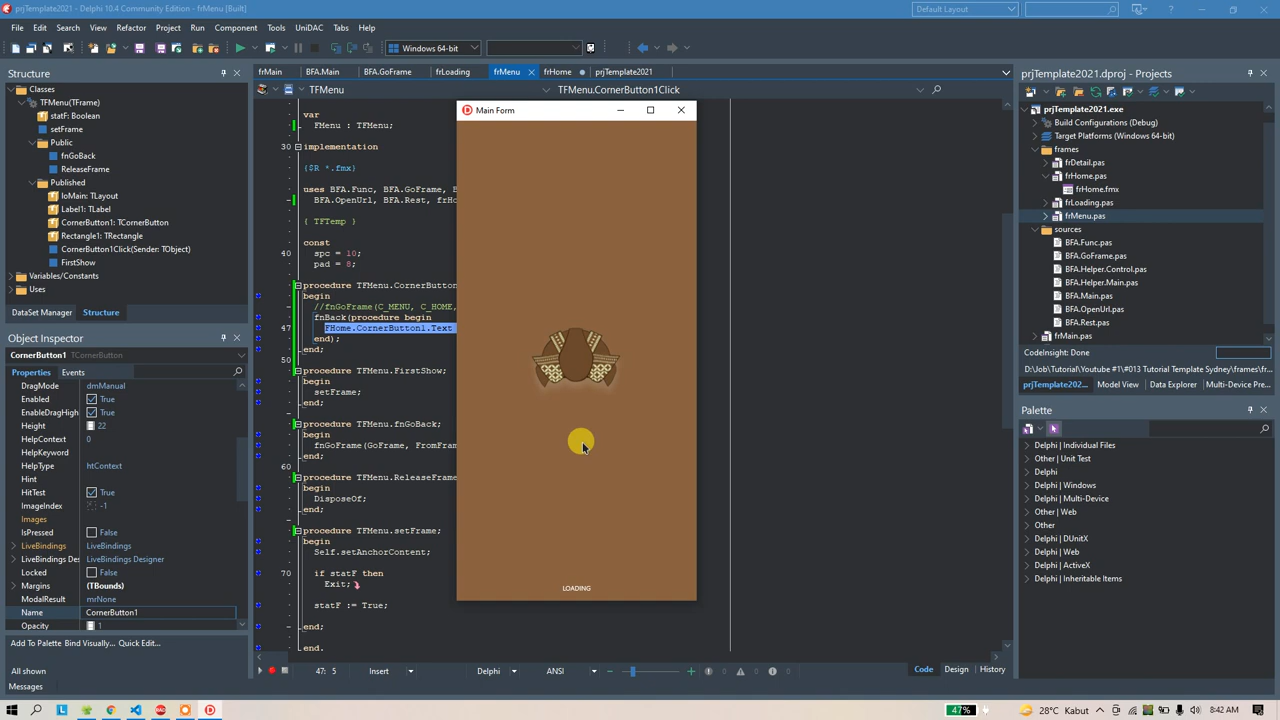 prjTemplate2021 - Delphi 10.4 Community Edition - frMenu [Built]
Default Layout
File Edit Search View Refactor Project Run Component Tools UniDAC Tabs Help
Windows 64-bit
Structure
Classes
TFMenu(TFrame)
statF: Boolean
setFrame
Public
fnGoBack
ReleaseFrame
Published
loMain: TLayout
Label1: TLabel
CornerButton1: TCornerButton
Rectangle1: TRectangle
CornerButton1Click(Sender: TObject)
FirstShow
Variables/Constants
Uses
DataSet Manager Structure
Object Inspector
CornerButton1 TCornerButton
Properties Events
DragMode dmManual
Enabled True
EnableDragHigh True
Height 22
HelpContext 0
HelpKeyword
HelpType htContext
Hint
HitTest True
ImageIndex -1
Images
IsPressed False
LiveBindings LiveBindings
LiveBindings Des LiveBindings Designer
Locked False
Margins (TBounds)
ModalResult mrNone
Name CornerButton1
Opacity 1
Add To Palette Bind Visually... Quick Edit...
All shown
Messages
frMain BFA.Main BFA.GoFrame frLoading frMenu frHome prjTemplate2021
TFMenu TFMenu.CornerButton1Click
var
FMenu : TFMenu;
30 implementation
{$R *.fmx}
uses BFA.Func, BFA.GoFrame, B
BFA.OpenUrl, BFA.Rest, frHo
{ TFTemp }
const
40 spc = 10;
pad = 8;
procedure TFMenu.CornerButton
begin
//fnGoFrame(C_MENU, C_HOME,
fnBack(procedure begin
47 FHome.CornerButton1.Text
end);
50 end;
procedure TFMenu.FirstShow;
begin
setFrame;
end;
procedure TFMenu.fnGoBack;
begin
fnGoFrame(GoFrame, FromFram
60 end;
procedure TFMenu.ReleaseFrame
begin
DisposeOf;
end;
procedure TFMenu.setFrame;
begin
Self.setAnchorContent;
70 if statF then
Exit;
statF := True;
end;
end.
47: 5 Insert Delphi ANSI
Code Design History
Main Form
LOADING
prjTemplate2021.dproj - Projects
prjTemplate2021.exe
Build Configurations (Debug)
Target Platforms (Windows 64-bit)
frames
frDetail.pas
frHome.pas
frHome.fmx
frLoading.pas
frMenu.pas
sources
BFA.Func.pas
BFA.GoFrame.pas
BFA.Helper.Control.pas
BFA.Helper.Main.pas
BFA.Main.pas
BFA.OpenUrl.pas
BFA.Rest.pas
frMain.pas
CodeInsight: Done
D:\Job\Tutorial\Youtube #1\#013 Tutorial Template Sydney\frames\fr
prjTemplate202... Model View Data Explorer Multi-Device Pre...
Palette
Delphi | Individual Files
Other | Unit Test
Delphi
Delphi | Windows
Delphi | Multi-Device
Other | Web
Other
Delphi | DUnitX
Delphi | Web
Delphi | ActiveX
Delphi | Inheritable Items
47% 28°C Kabut 8:42 AM